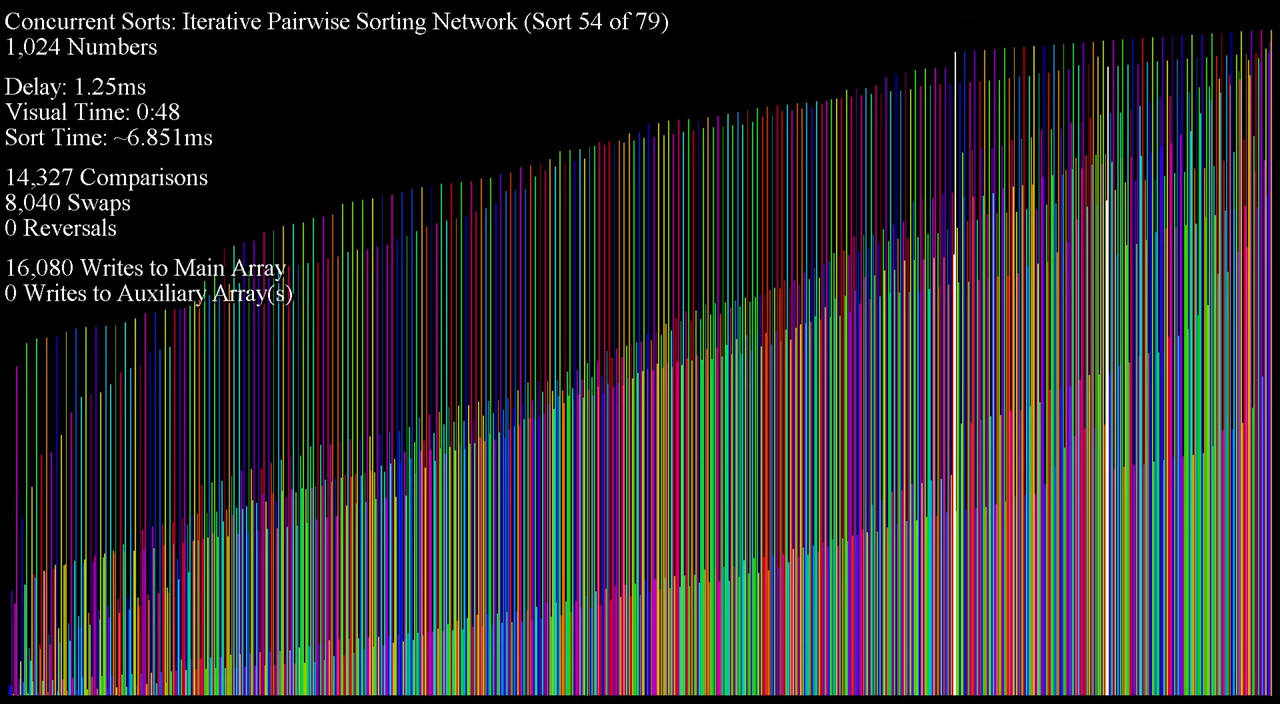 Concurrent Sorts: Iterative Pairwise Sorting Network (Sort 54 of 79)
1,024 Numbers
Delay: 1.25ms
Visual Time: 0:48
Sort Time: ~6.851ms
14,327 Comparisons
8,040 Swaps
0 Reversals
16,080 Writes to Main Array
0 Writes to Auxiliary Array(s)